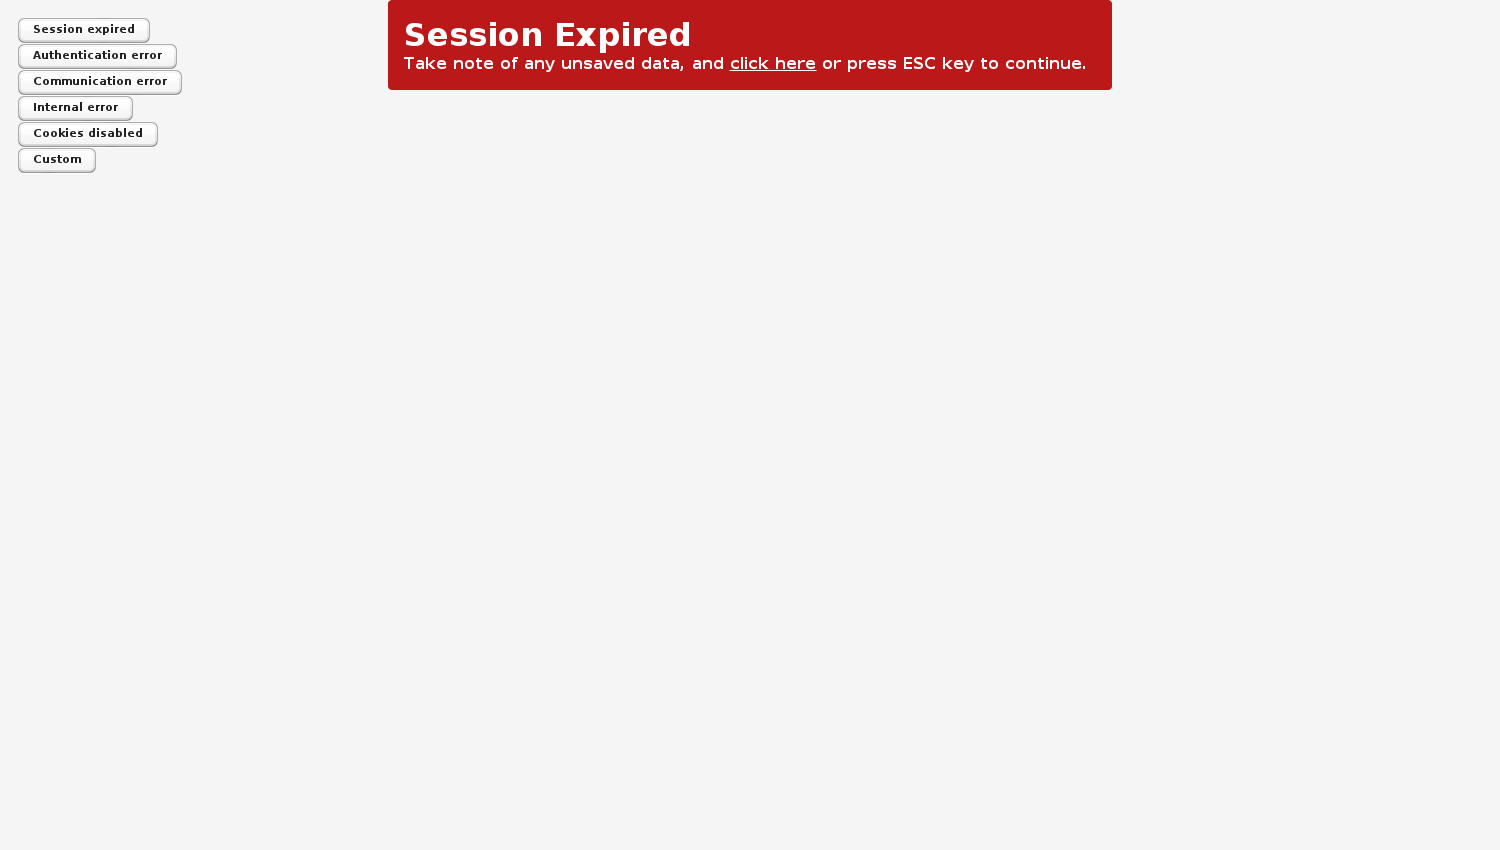 Session expired
Authentication error
Communication error
Internal error
Cookies disabled
Custom
Session Expired
Take note of any unsaved data, and click here or press ESC key to continue.